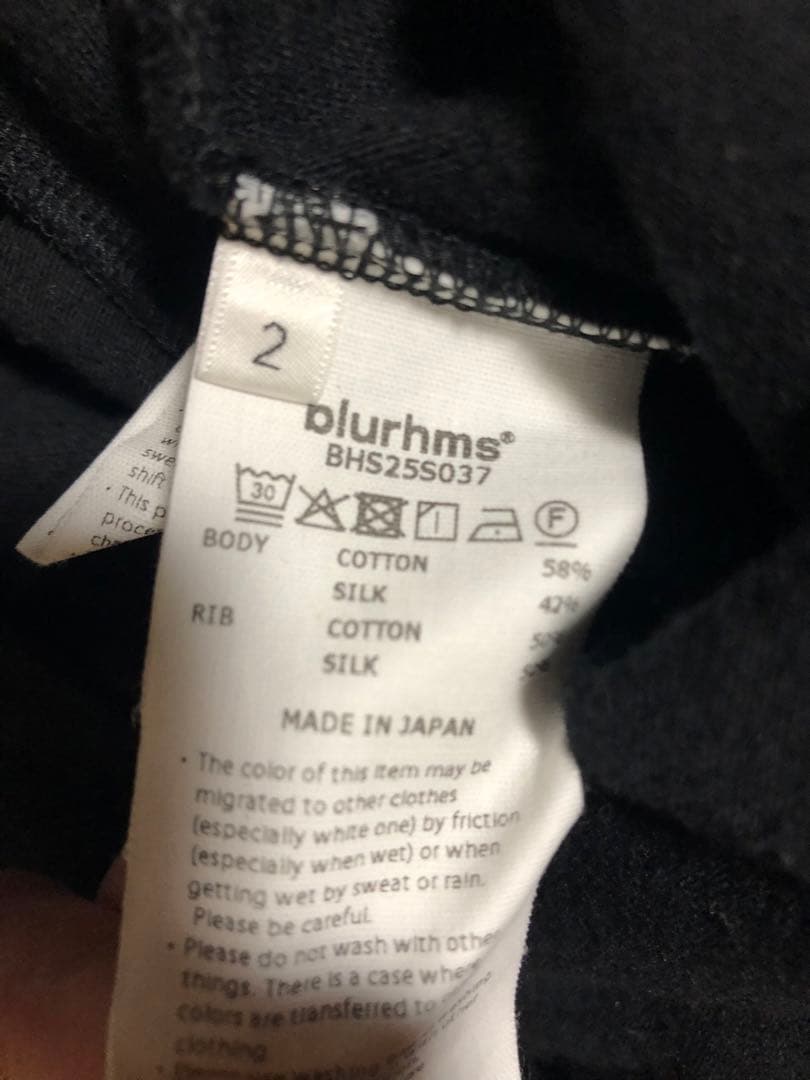 2
blurhms®
BHS25S037
30
F
BODY COTTON 58%
SILK 42%
RIB COTTON
SILK
MADE IN JAPAN
• The color of this item may be
migrated to other clothes
(especially white one) by friction
(especially when wet) or when
getting wet by sweat or rain.
Please be careful.
• Please do not wash with othe
things. There is a case whe
colors are transferred to
clothing
swe
shift
• This p
proce
ch